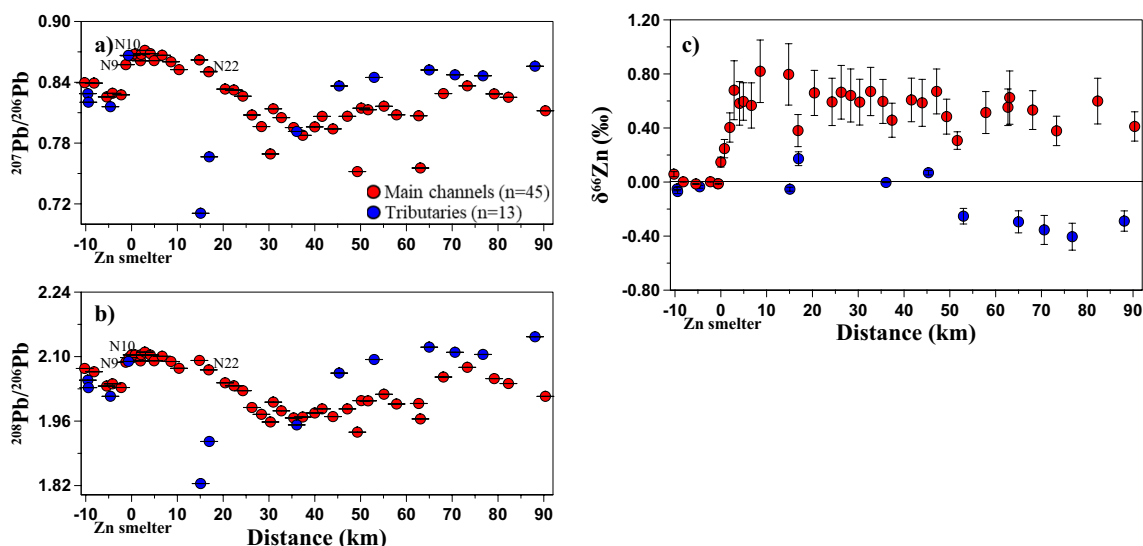 a)
0.90
0.84
0.78
0.72
²⁰⁷Pb/²⁰⁶Pb
N10
N9
N22
Main channels (n=45)
Tributaries (n=13)
-10 0 10 20 30 40 50 60 70 80 90
Zn smelter
b)
2.24
2.10
1.96
1.82
²⁰⁸Pb/²⁰⁶Pb
N10
N9
N22
-10 0 10 20 30 40 50 60 70 80 90
Zn smelter
Distance (km)
c)
1.20
0.80
0.40
0.00
-0.40
-0.80
δ⁶⁶Zn (‰)
-10 0 10 20 30 40 50 60 70 80 90
Zn smelter
Distance (km)